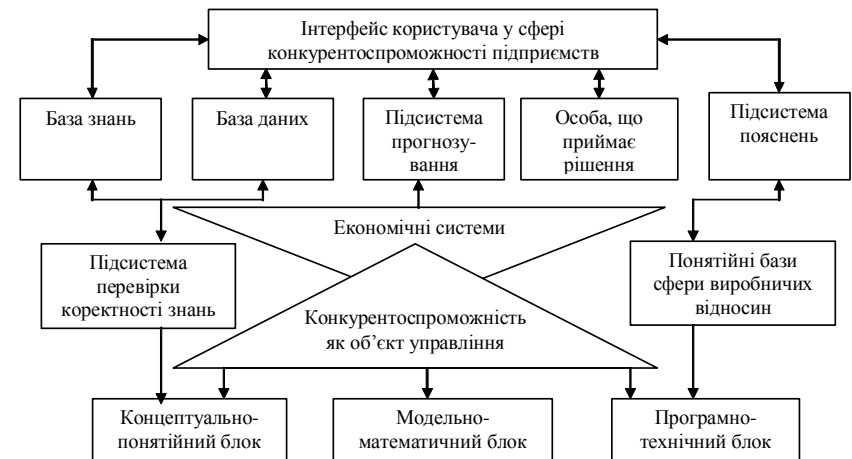 Інтерфейс користувача у сфері
конкурентоспроможності підприємств
База знань
База даних
Підсистема
прогнозу-
вання
Особа, що
приймає
рішення
Підсистема
пояснень
Економічні системи
Підсистема
перевірки
коректності знань
Понятійні бази
сфери виробничих
відносин
Конкурентоспроможність
як об’єкт управління
Концептуально-
понятійний блок
Модельно-
математичний блок
Програмно-
технічний блок